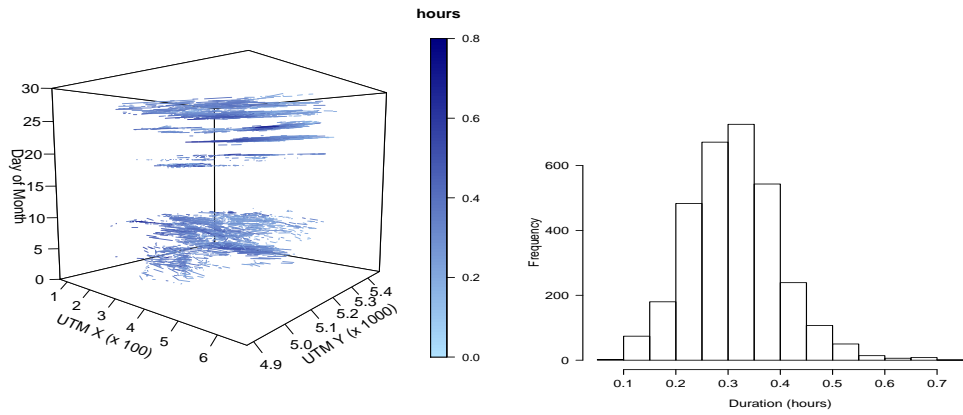 hours
0.8
0.6
0.4
0.2
0.0
30
25
20
15
10
5
0
Day of Month
1 2 3 4 5 6
UTM X (x 100)
4.9 5.0 5.1 5.2 5.3 5.4
UTM Y (x 1000)
600
400
200
0
Frequency
0.1 0.2 0.3 0.4 0.5 0.6 0.7
Duration (hours)